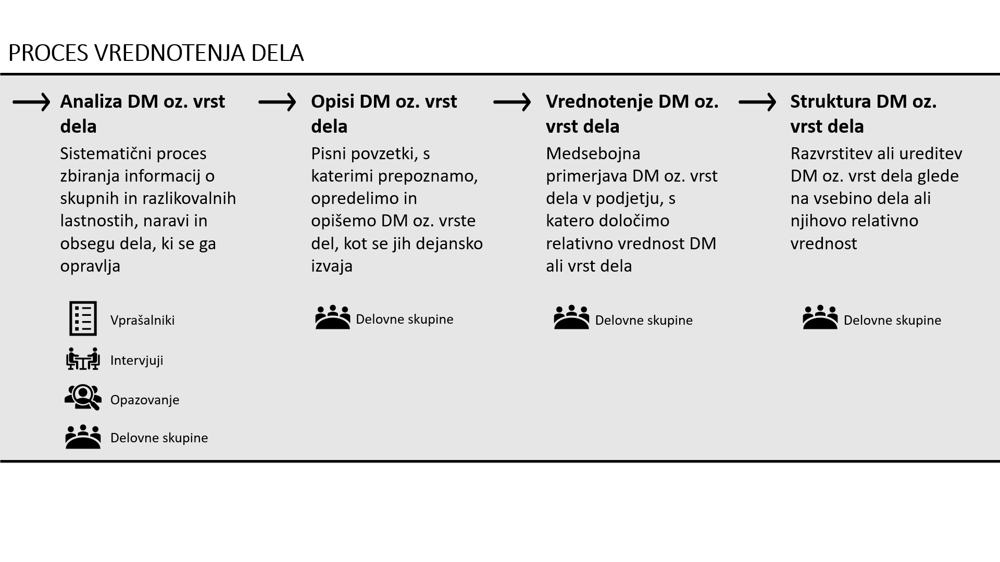 PROCES VREDNOTENJA DELA
Analiza DM oz. vrst
dela
Sistematični proces
zbiranja informacij o
skupnih in razlikovalnih
lastnostih, naravi in
obsegu dela, ki se ga
opravlja
Vprašalniki
Intervjuji
Opazovanje
Delovne skupine
Opisi DM oz. vrst
dela
Pisni povzetki, s
katerimi prepoznamo,
opredelimo in
opišemo DM oz. vrste
del, kot se jih dejansko
izvaja
Delovne skupine
Vrednotenje DM oz.
vrst dela
Medsebojna
primerjava DM oz. vrst
dela v podjetju, s
katero določimo
relativno vrednost DM
ali vrst dela
Delovne skupine
Struktura DM oz.
vrst dela
Razvrstitev ali ureditev
DM oz. vrst dela glede
na vsebino dela ali
njihovo relativno
vrednost
Delovne skupine